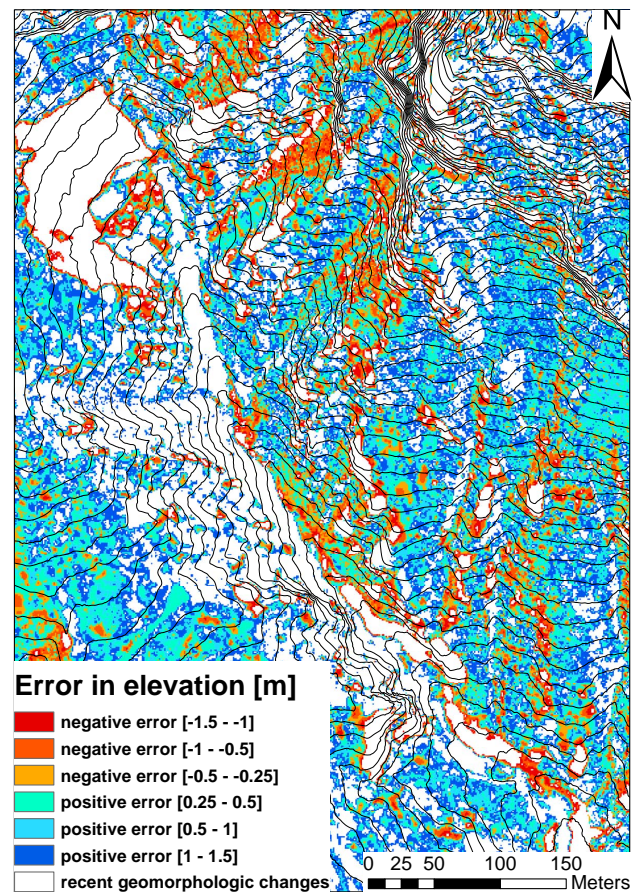 N
Error in elevation [m]
negative error [-1.5 - -1]
negative error [-1 - -0.5]
negative error [-0.5 - -0.25]
positive error [0.25 - 0.5]
positive error [0.5 - 1]
positive error [1 - 1.5]
recent geomorphologic changes
0 25 50 100 150
Meters